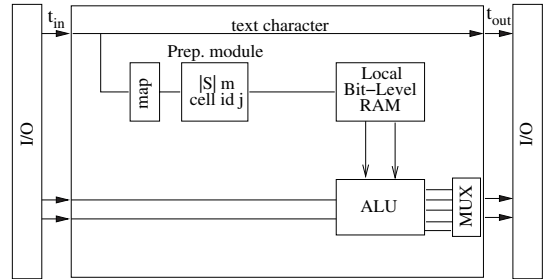 t_in
text character
t_out
Prep. module
map
|S| m
cell id j
Local
Bit-Level
RAM
I/O
I/O
ALU
MUX